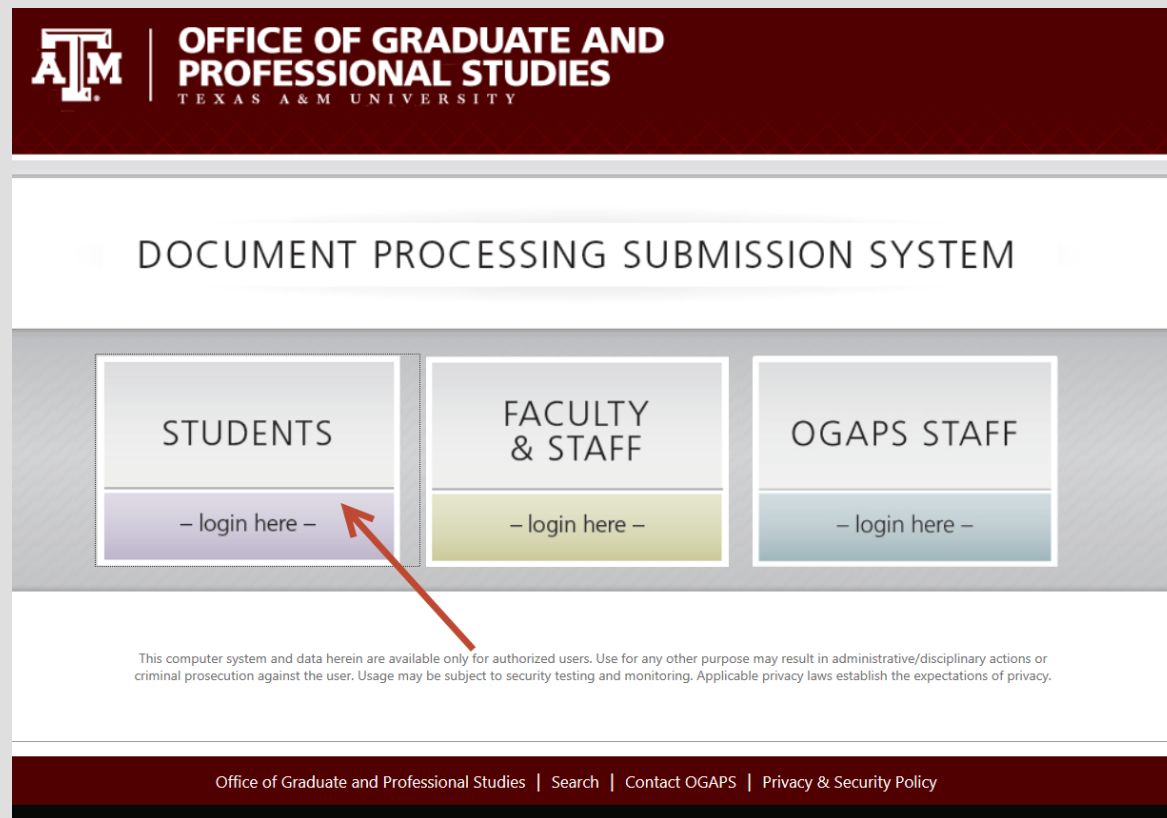 ATM
OFFICE OF GRADUATE AND
PROFESSIONAL STUDIES
TEXAS A&M UNIVERSITY
DOCUMENT PROCESSING SUBMISSION SYSTEM
STUDENTS
– login here –
FACULTY
& STAFF
– login here –
OGAPS STAFF
– login here –
This computer system and data herein are available only for authorized users. Use for any other purpose may result in administrative/disciplinary actions or
criminal prosecution against the user. Usage may be subject to security testing and monitoring. Applicable privacy laws establish the expectations of privacy.
Office of Graduate and Professional Studies | Search | Contact OGAPS | Privacy & Security Policy